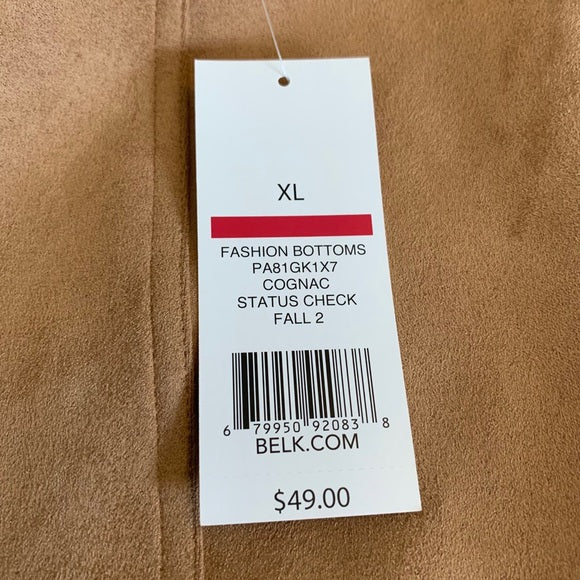 XL
FASHION BOTTOMS
PA81GK1X7
COGNAC
STATUS CHECK
FALL 2
6 79950 92083 8
BELK.COM
$49.00